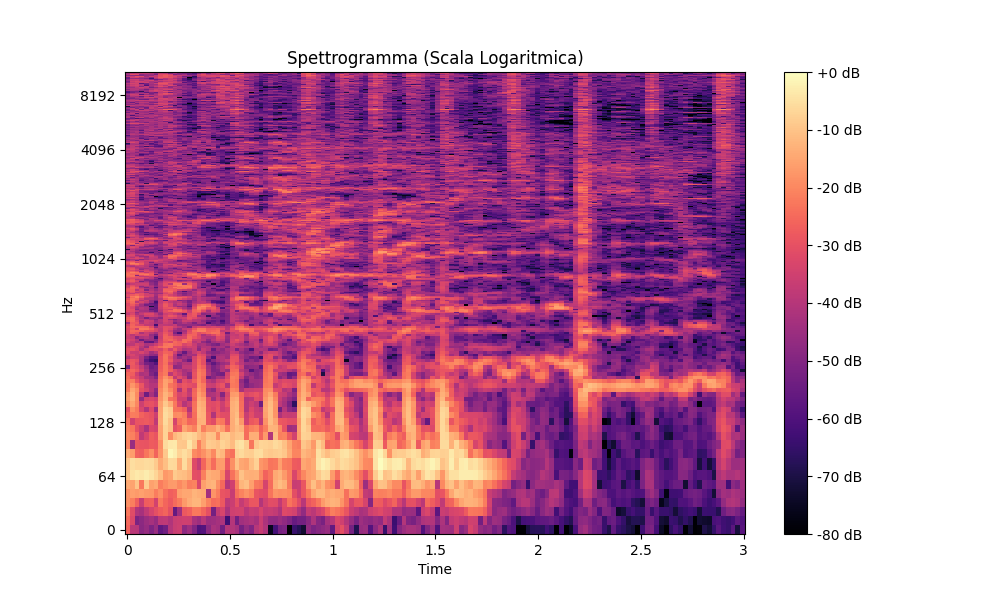 Spettrogramma (Scala Logaritmica)
8192
4096
2048
1024
512
256
128
64
0
Hz
0
0.5
1
1.5
2
2.5
3
Time
+0 dB
-10 dB
-20 dB
-30 dB
-40 dB
-50 dB
-60 dB
-70 dB
-80 dB